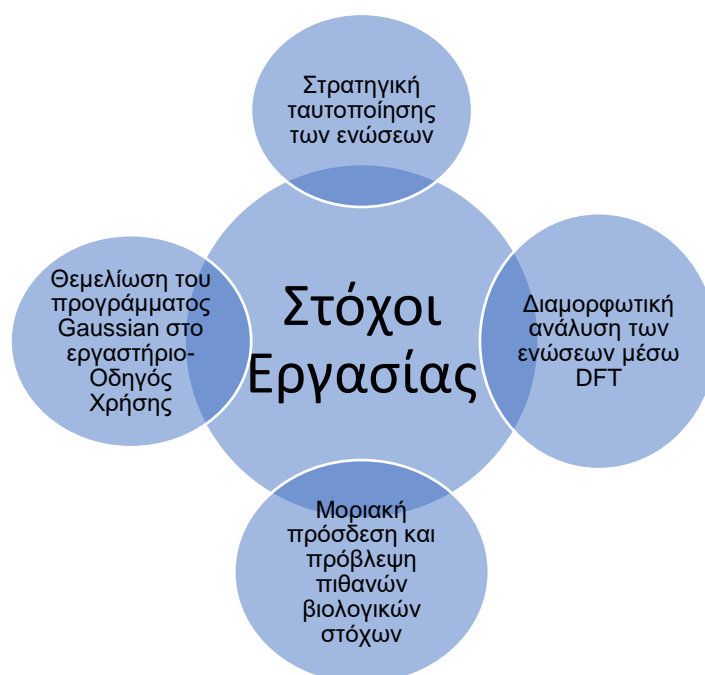 Στρατηγική
ταυτοποίησης
των ενώσεων
Θεμελίωση του
προγράμματος
Gaussian στο
εργαστήριο-
Οδηγός
Χρήσης
Στόχοι
Εργασίας
Διαμορφωτική
ανάλυση των
ενώσεων μέσω
DFT
Μοριακή
πρόσδεση και
πρόβλεψη
πιθανών
βιολογικών
στόχων